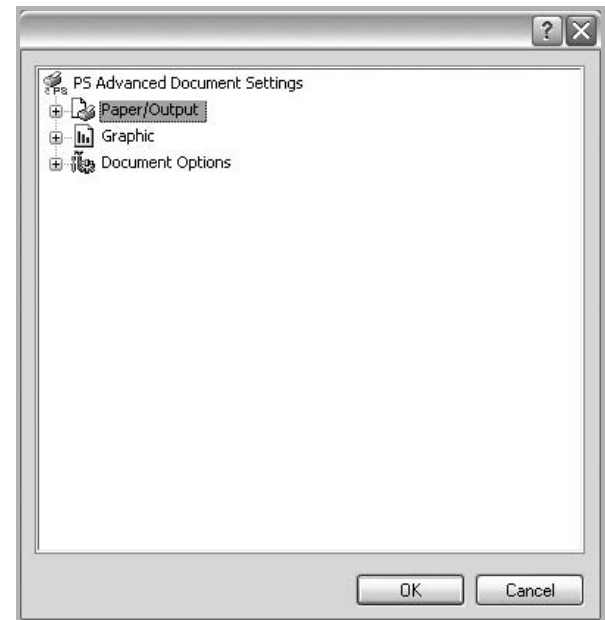 PS Advanced Document Settings
Paper/Output
Graphic
Document Options
OK Cancel